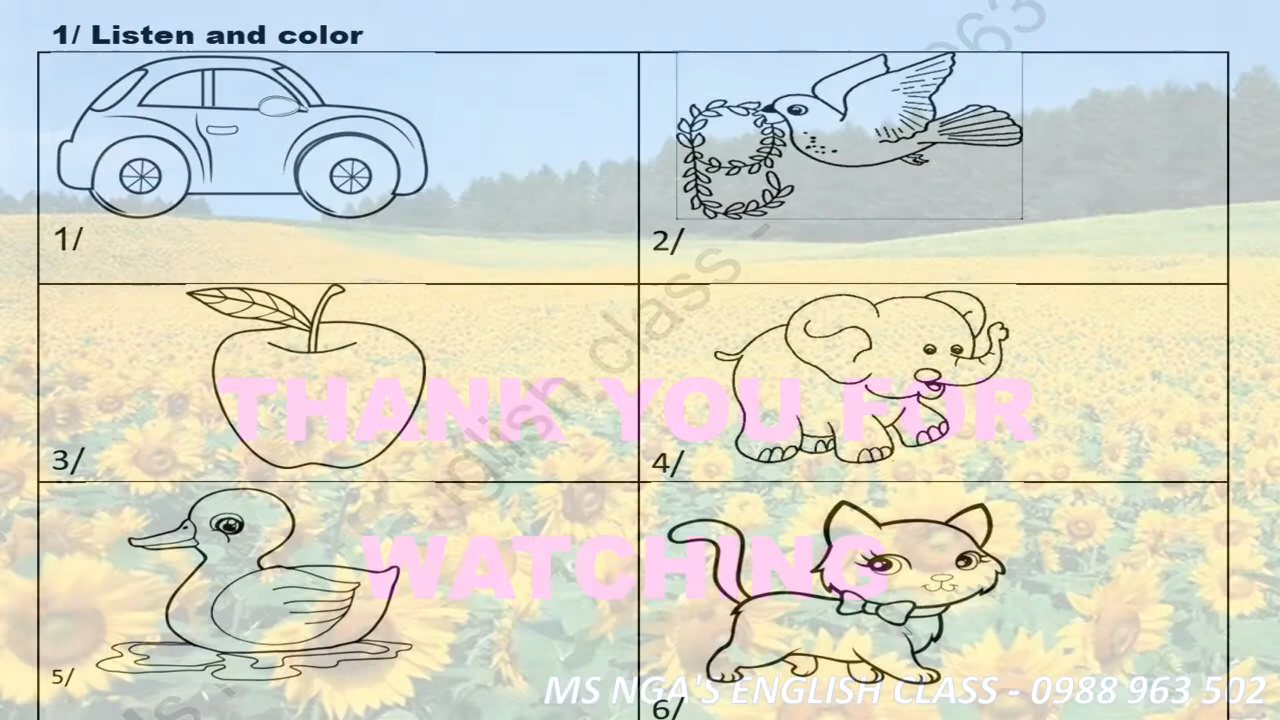 1/ Listen and color
1/
2/
3/
4/
THANK YOU FOR
WATCHING
5/
6/
MS NGA'S ENGLISH CLASS - 0988 963 502